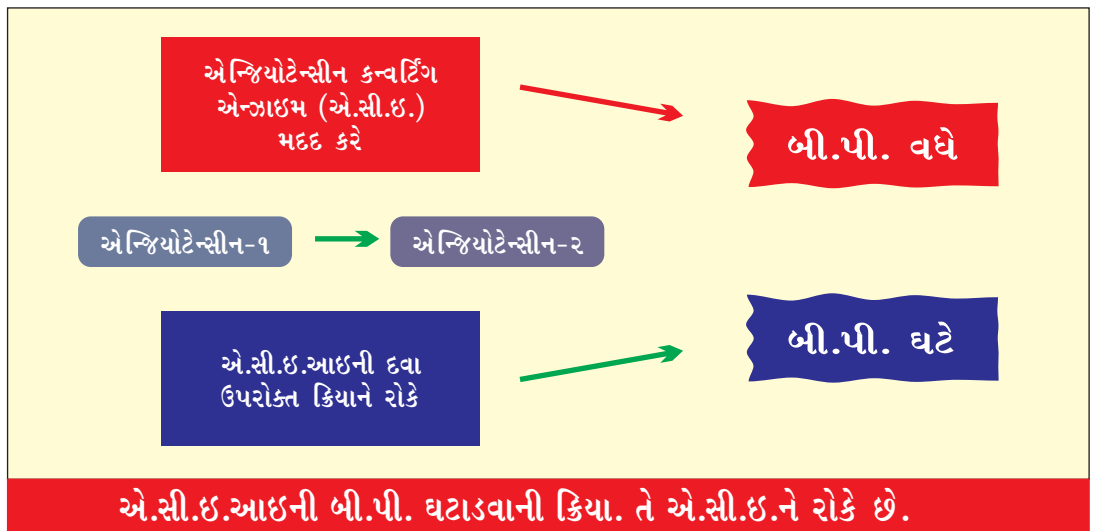 એન્જિયોટેન્સીન કન્વર્ટિંગ
એન્ઝાઇમ (એ.સી.ઇ.)
મદદ કરે
બી.પી. વધે
એન્જિયોટેન્સીન-૧
એન્જિયોટેન્સીન-૨
એ.સી.ઇ.આઇની દવા
ઉપરોક્ત ક્રિયાને રોકે
બી.પી. ઘટે
એ.સી.ઇ.આઇની બી.પી. ઘટાડવાની ક્રિયા. તે એ.સી.ઇ.ને રોકે છે.